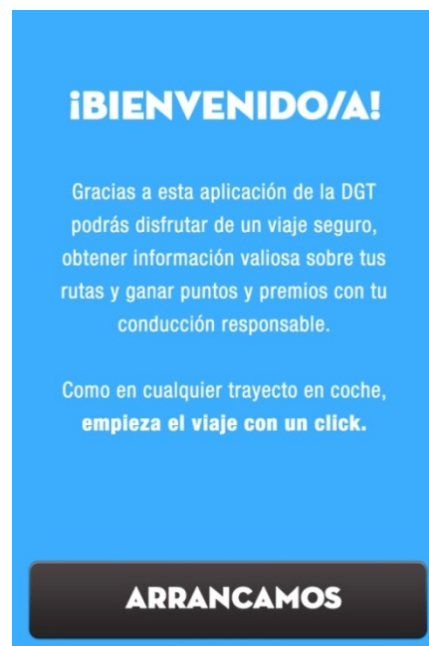 ¡BIENVENIDO/A!
Gracias a esta aplicación de la DGT
podrás disfrutar de un viaje seguro,
obtener información valiosa sobre tus
rutas y ganar puntos y premios con tu
conducción responsable.
Como en cualquier trayecto en coche,
empieza el viaje con un click.
ARRANCAMOS